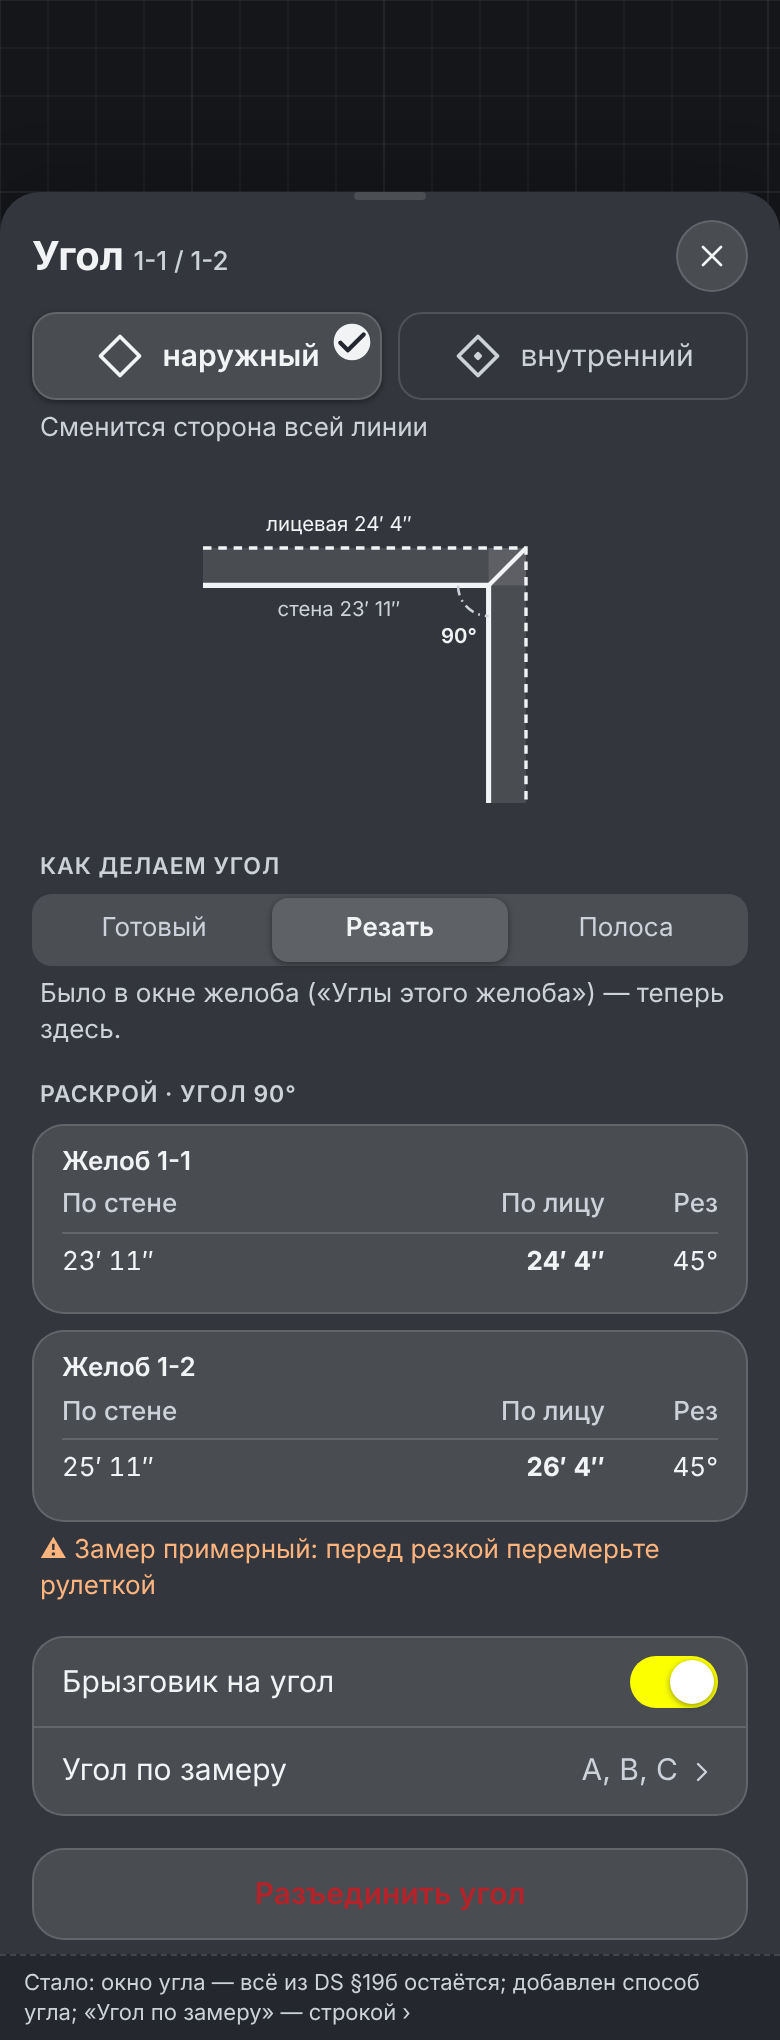 Угол 1-1 / 1-2
наружный
внутренний
Сменится сторона всей линии
лицевая 24′ 4″
стена 23′ 11″
90°
КАК ДЕЛАЕМ УГОЛ
Готовый Резать Полоса
Было в окне желоба («Углы этого желоба») — теперь
здесь.
РАСКРОЙ · УГОЛ 90°
Желоб 1-1
По стене По лицу Рез
23′ 11″ 24′ 4″ 45°
Желоб 1-2
По стене По лицу Рез
25′ 11″ 26′ 4″ 45°
⚠ Замер примерный: перед резкой перемерьте
рулеткой
Брызговик на угол
Угол по замеру A, B, C ›
Разъединить угол
Стало: окно угла — всё из DS §19б остаётся; добавлен способ
угла; «Угол по замеру» — строкой ›